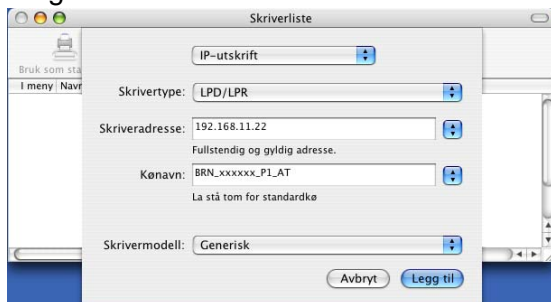 Skriverliste
IP-utskrift
Bruk som sta
I meny Navr
Skrivertype: LPD/LPR
Skriveradresse: 192.168.11.22
Fullstendig og gyldig adresse.
Kønavn: BRN_xxxxxx_P1_AT
La stå tom for standardkø
Skrivermodell: Generisk
Avbryt Legg til